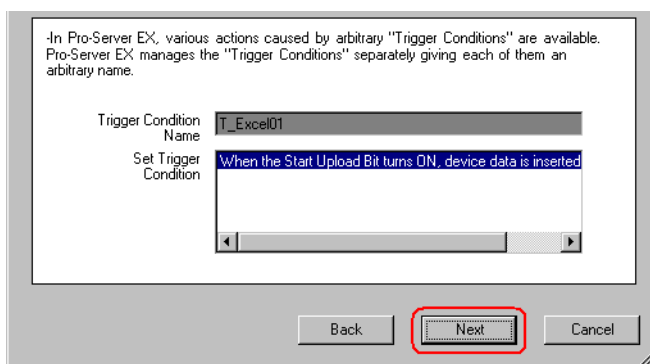 -In Pro-Server EX, various actions caused by arbitrary "Trigger Conditions" are available.
Pro-Server EX manages the "Trigger Conditions" separately giving each of them an
arbitrary name.
Trigger Condition
Name
T_Excel01
Set Trigger
Condition
When the Start Upload Bit turns ON, device data is inserted
Back
Next
Cancel